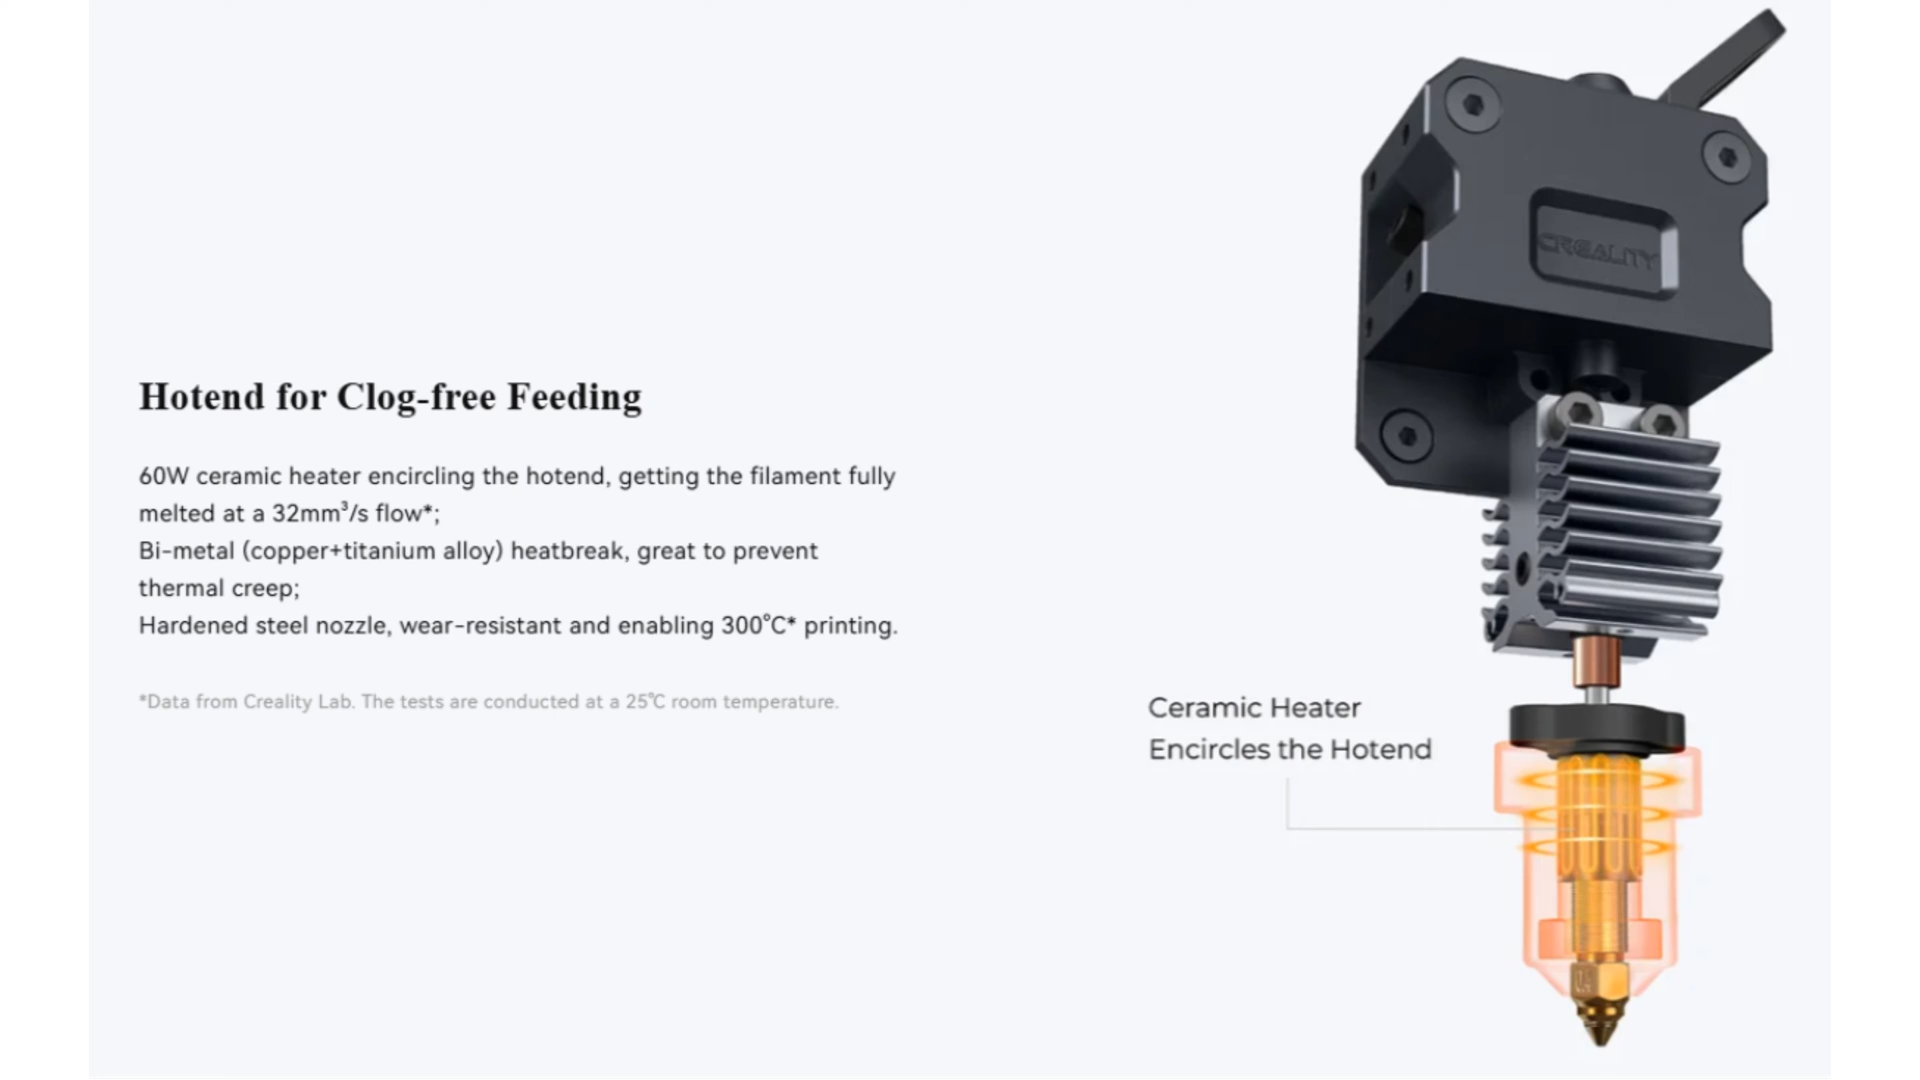 CREALITY
Hotend for Clog-free Feeding
60W ceramic heater encircling the hotend, getting the filament fully
melted at a 32mm³/s flow*;
Bi-metal (copper+titanium alloy) heatbreak, great to prevent
thermal creep;
Hardened steel nozzle, wear-resistant and enabling 300℃* printing.
*Data from Creality Lab. The tests are conducted at a 25℃ room temperature.
Ceramic Heater
Encircles the Hotend